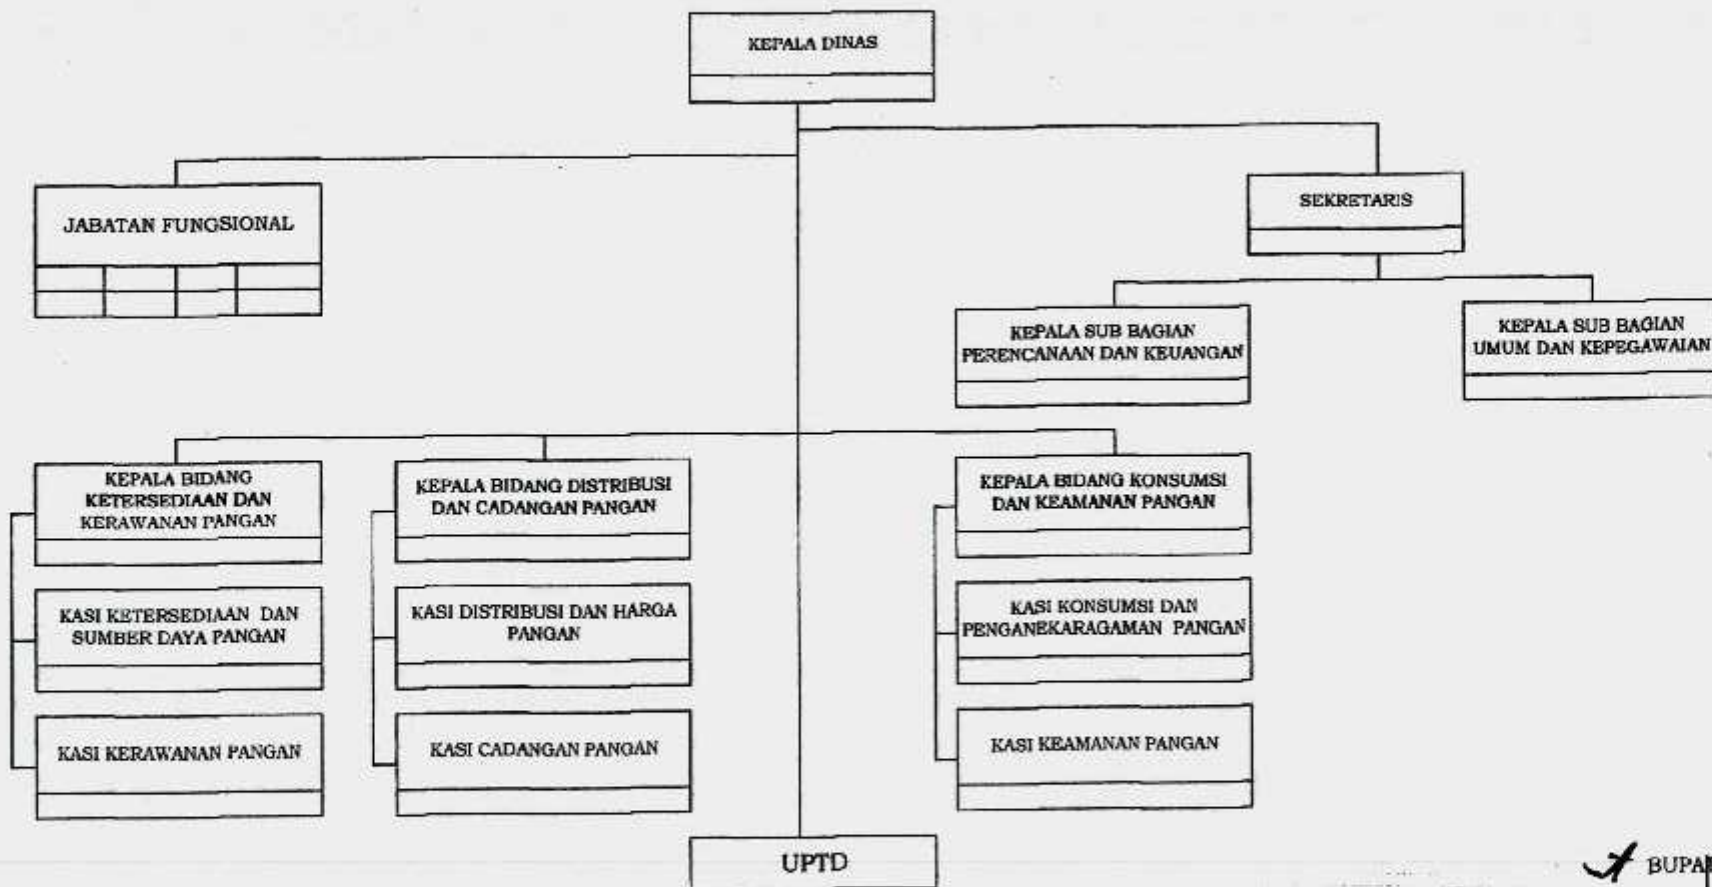 KEPALA DINAS
JABATAN FUNGSIONAL
SEKRETARIS
KEPALA SUB BAGIAN
PERENCANAAN DAN KEUANGAN
KEPALA SUB BAGIAN
UMUM DAN KEPEGAWAIAN
KEPALA BIDANG
KETERSEDIAAN DAN
KERAWANAN PANGAN
KEPALA BIDANG DISTRIBUSI
DAN CADANGAN PANGAN
KEPALA BIDANG KONSUMSI
DAN KEAMANAN PANGAN
KASI KETERSEDIAAN DAN
SUMBER DAYA PANGAN
KASI DISTRIBUSI DAN HARGA
PANGAN
KASI KONSUMSI DAN
PENGANEKARAGAMAN PANGAN
KASI KERAWANAN PANGAN
KASI CADANGAN PANGAN
KASI KEAMANAN PANGAN
UPTD